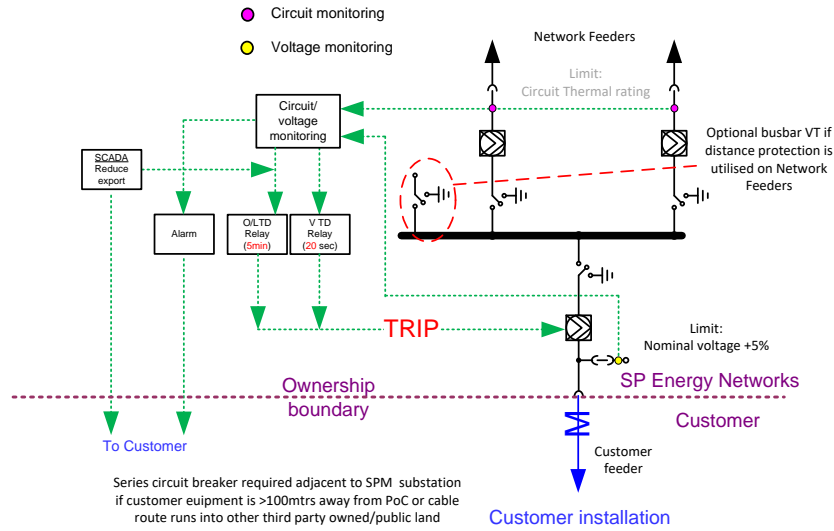 Circuit monitoring
Voltage monitoring
Network Feeders
Limit:
Circuit Thermal rating
Circuit/
voltage
monitoring
Optional busbar VT if
distance protection is
utilised on Network
Feeders
SCADA
Reduce
export
Alarm
O/LTD
Relay
(5min)
V TD
Relay
(20 sec)
TRIP
Limit:
Nominal voltage +5%
Ownership
boundary
SP Energy Networks
Customer
To Customer
M
Customer
feeder
Series circuit breaker required adjacent to SPM substation
if customer euipment is >100mtrs away from PoC or cable
route runs into other third party owned/public land
Customer installation